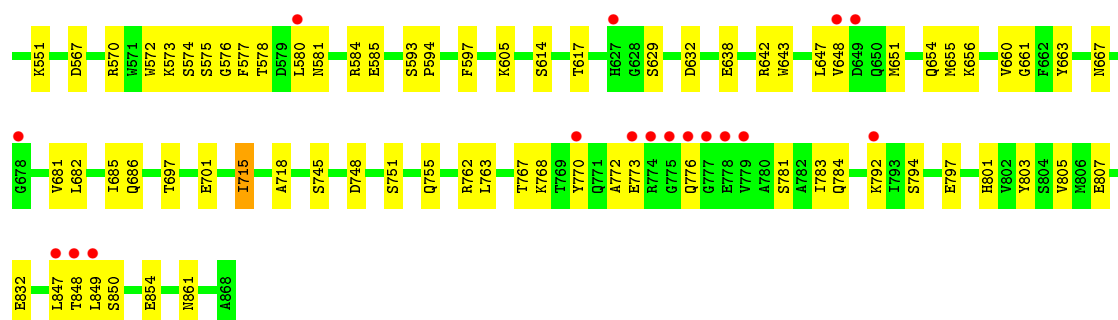 K551 D567 R570 W571 W572 K573 S574 S575 G576 F577 T578 D579 L580 N581 R584 E585 S593 P594 F597 K605 S614 T617 H627 G628 S629 D632 E638 R642 W643 L647 V648 D649 Q650 M651 Q654 M655 K656 V660 G661 F662 Y663 N667
G678 V681 L682 I685 Q686 T697 E701 I715 A718 S745 D748 S751 Q755 R762 L763 T767 K768 T769 Y770 Q771 A772 E773 R774 G775 Q776 G777 E778 V779 A780 S781 A782 I783 Q784 K792 I793 S794 E797 H801 V802 Y803 S804 V805 M806 E807
E832 L847 T848 L849 S850 E854 N861 A868